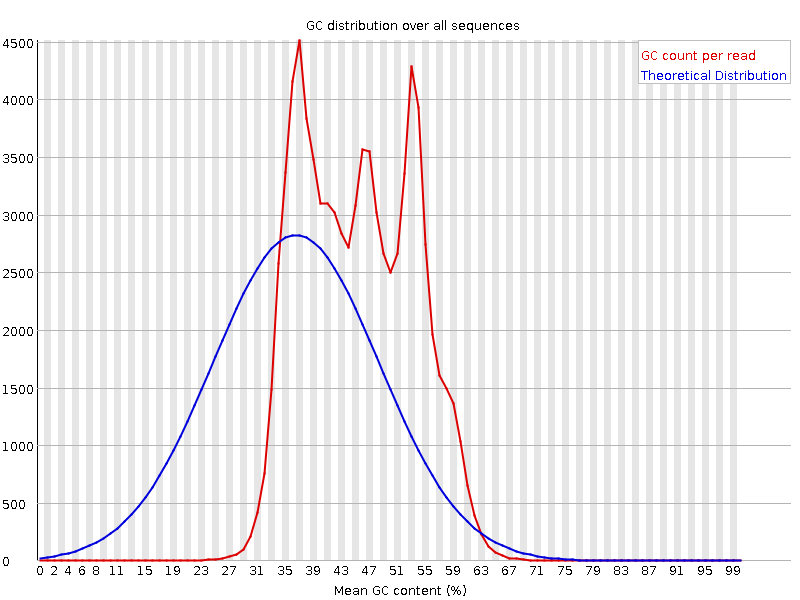 GC distribution over all sequences
GC count per read
Theoretical Distribution
4500
4000
3500
3000
2500
2000
1500
1000
500
0
0 2 4 6 8 11 15 19 23 27 31 35 39 43 47 51 55 59 63 67 71 75 79 83 87 91 95 99
Mean GC content (%)